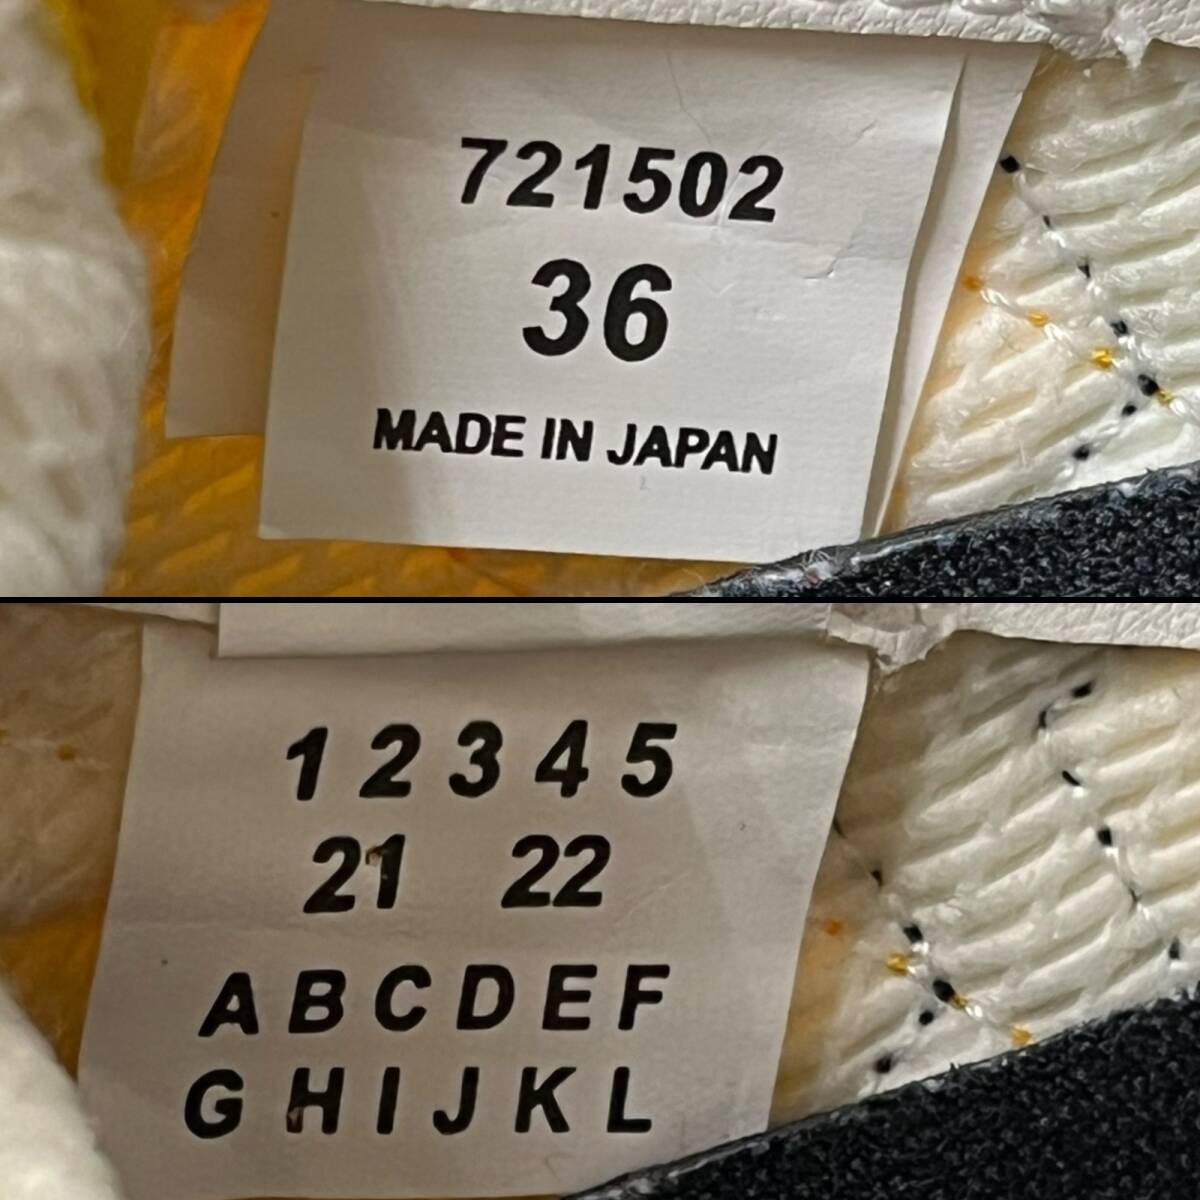 721502
36
MADE IN JAPAN
1 2 3 4 5
21 22
A B C D E F
G H I J K L